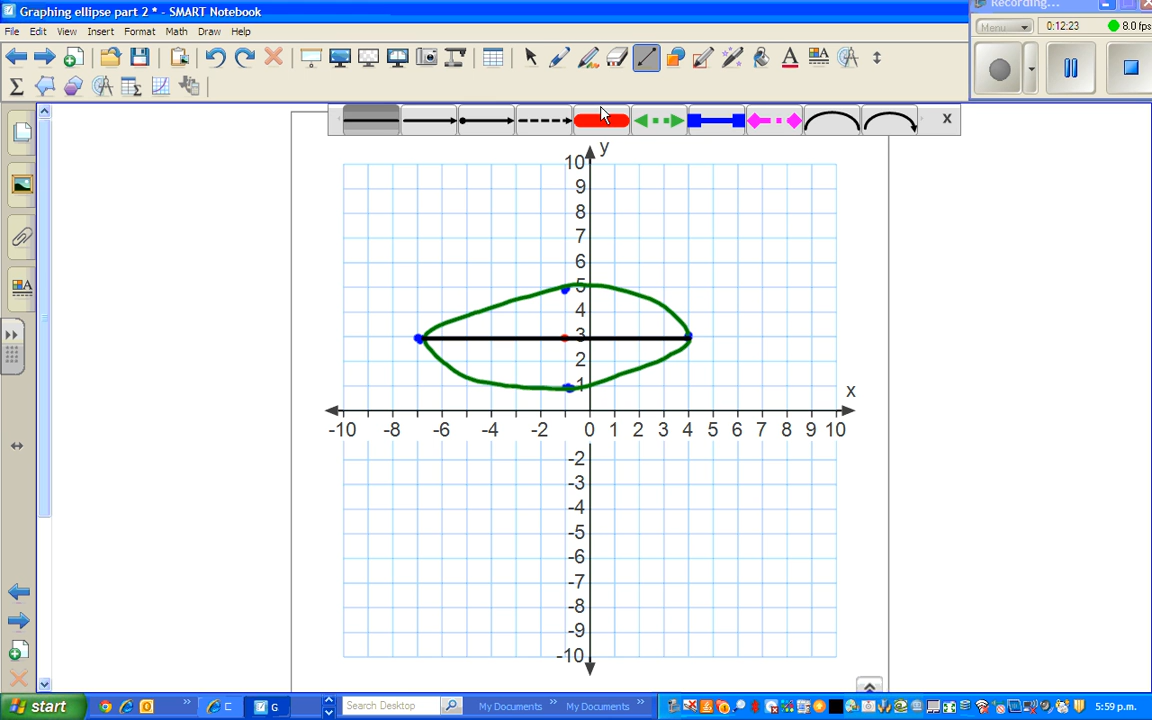 Graphing ellipse part 2 * - SMART Notebook
Recording...
File Edit View Insert Format Math Draw Help
Menu 0:12:23 8.0 fps
A
Σ
x
y
10
9
8
7
6
5
4
3
2
1
x
-10 -8 -6 -4 -2 0 1 2 3 4 5 6 7 8 9 10
-2
-3
-4
-5
-6
-7
-8
-9
-10
start G Search Desktop My Documents » My Documents » 5:59 p.m.